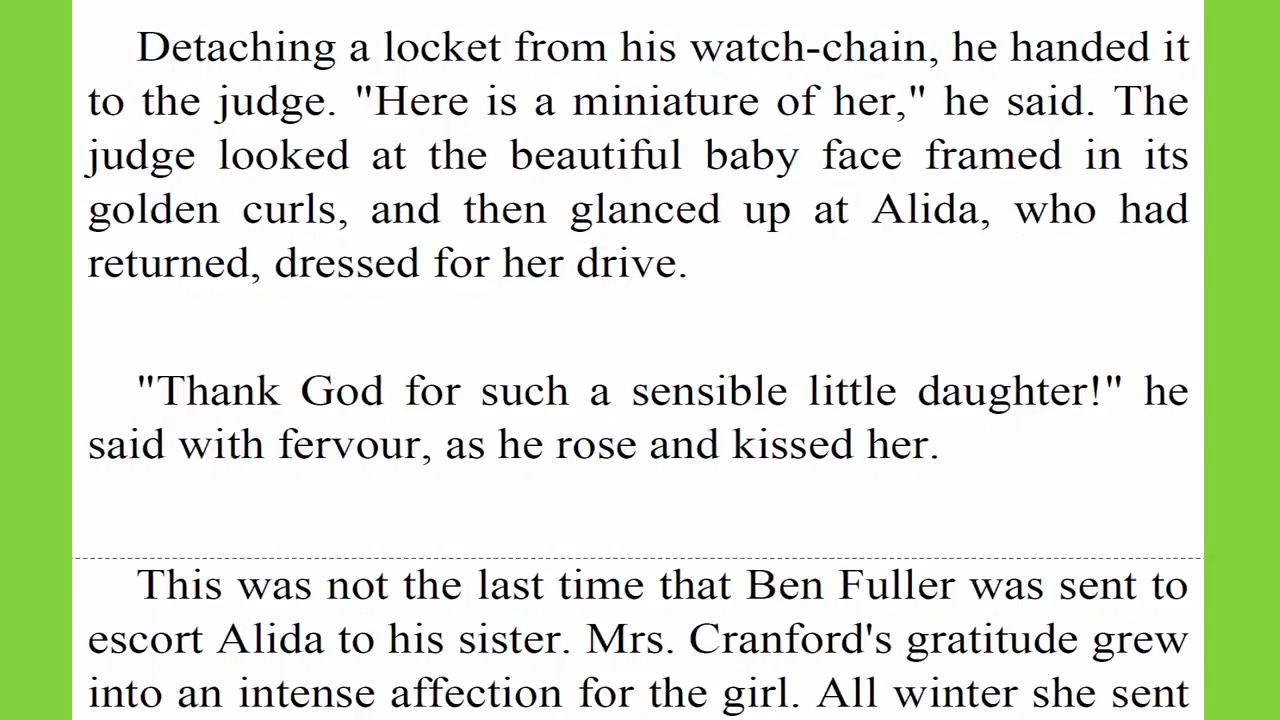 Detaching a locket from his watch-chain, he handed it
to the judge. "Here is a miniature of her," he said. The
judge looked at the beautiful baby face framed in its
golden curls, and then glanced up at Alida, who had
returned, dressed for her drive.
"Thank God for such a sensible little daughter!" he
said with fervour, as he rose and kissed her.
This was not the last time that Ben Fuller was sent to
escort Alida to his sister. Mrs. Cranford's gratitude grew
into an intense affection for the girl. All winter she sent